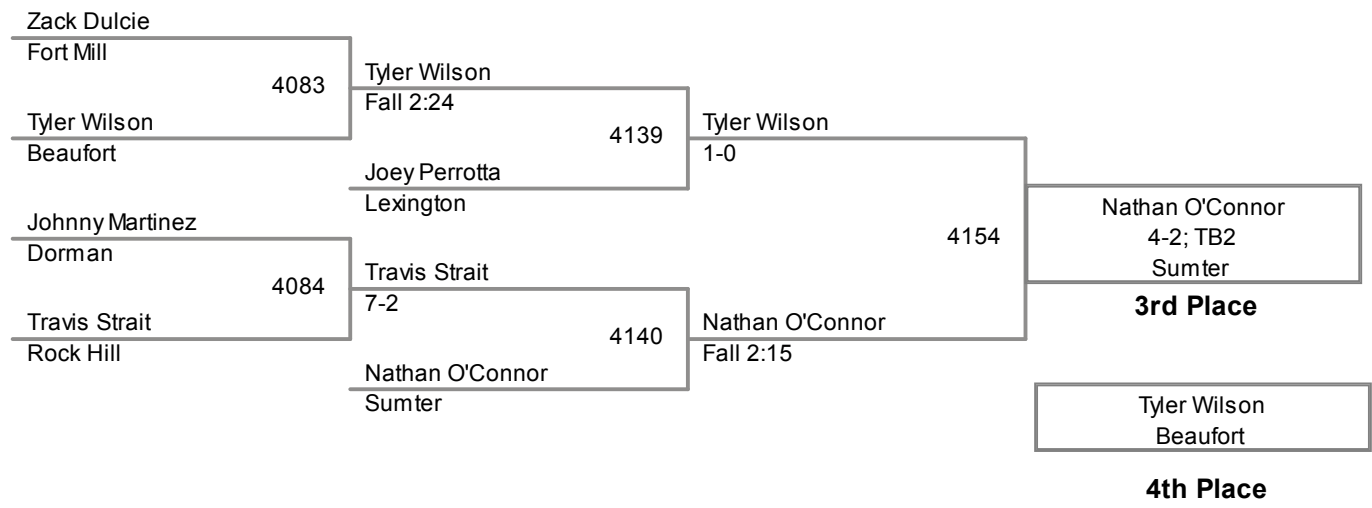 Zack Dulcie
Fort Mill
4083
Tyler Wilson
Beaufort
Tyler Wilson
Fall 2:24
4139
Joey Perrotta
Lexington
Tyler Wilson
1-0
Johnny Martinez
Dorman
4084
Travis Strait
Rock Hill
Travis Strait
7-2
4140
Nathan O'Connor
Sumter
Nathan O'Connor
Fall 2:15
4154
Nathan O'Connor
4-2; TB2
Sumter
3rd Place
Tyler Wilson
Beaufort
4th Place